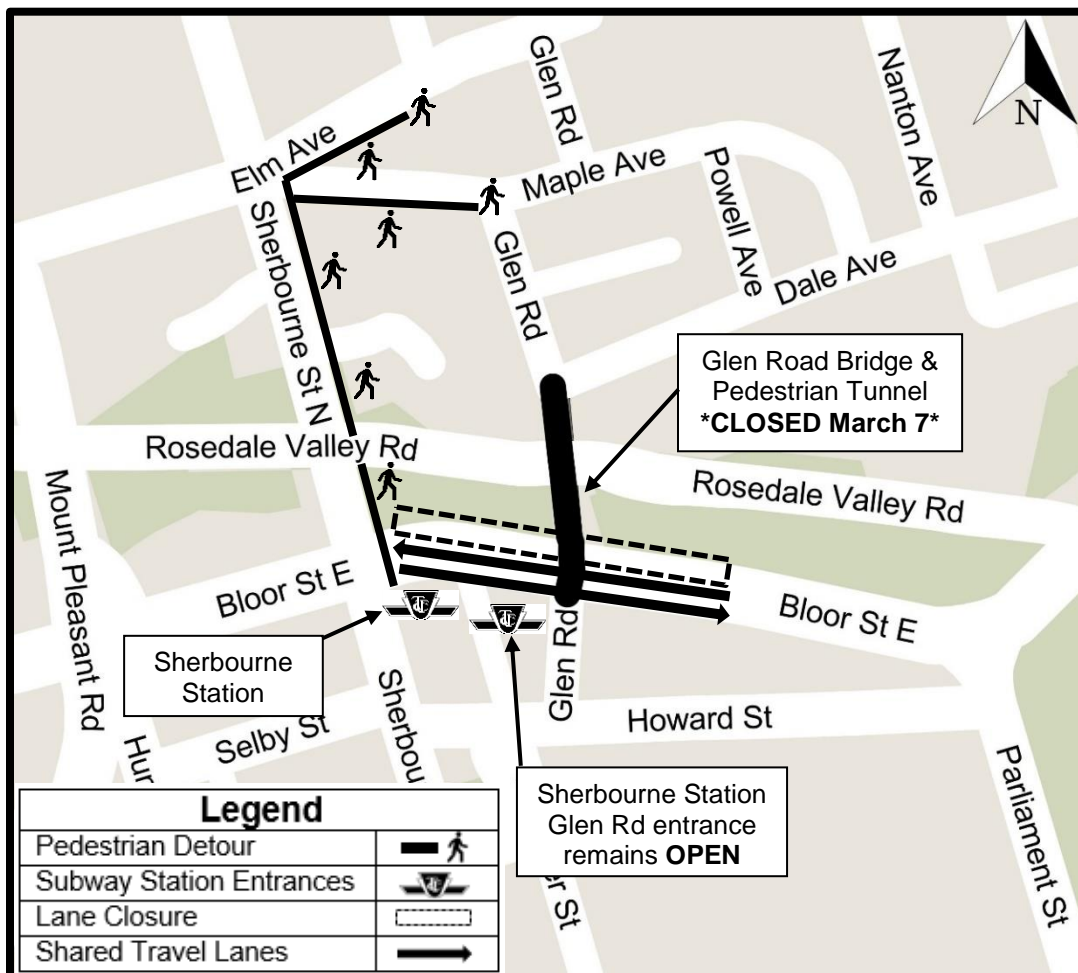 Glen Rd
Nanton Ave
N
Elm Ave
Maple Ave
Powell Ave
Sherbourne St N
Glen Rd
Dale Ave
Glen Road Bridge &
Pedestrian Tunnel
*CLOSED March 7*
Rosedale Valley Rd
Rosedale Valley Rd
Mount Pleasant Rd
Bloor St E
Bloor St E
Sherbourne
Station
Glen Rd
Howard St
Selby St
Sherbou
Hur
Parliament St
Sherbourne Station
Glen Rd entrance
remains OPEN
er St
Legend
Pedestrian Detour
Subway Station Entrances
Lane Closure
Shared Travel Lanes